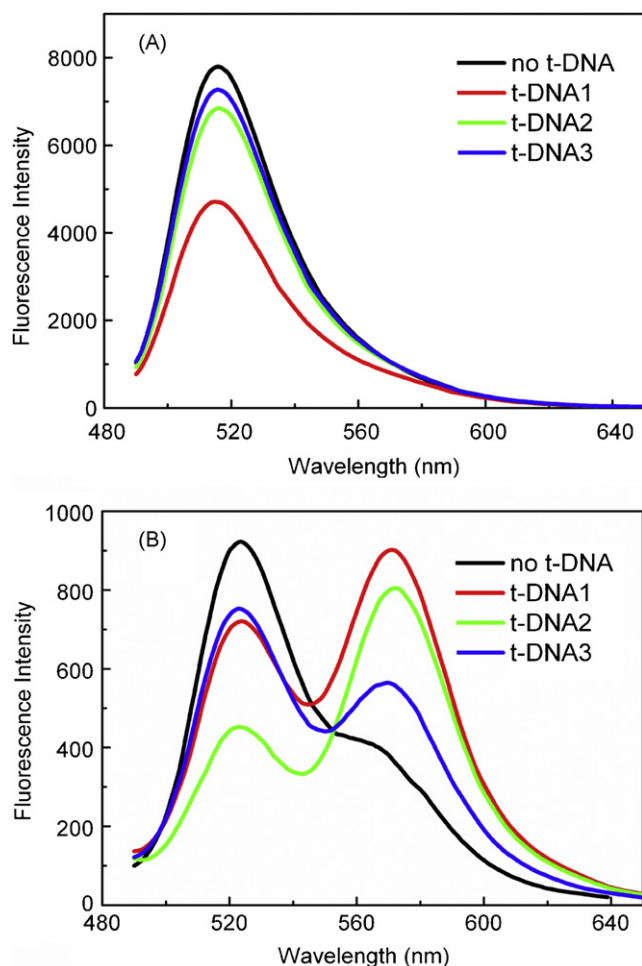 (A)
no t-DNA
t-DNA1
t-DNA2
t-DNA3
8000
6000
4000
2000
0
Fluorescence Intensity
480 520 560 600 640
Wavelength (nm)
(B)
no t-DNA
t-DNA1
t-DNA2
t-DNA3
1000
800
600
400
200
0
Fluorescence Intensity
480 520 560 600 640
Wavelength (nm)